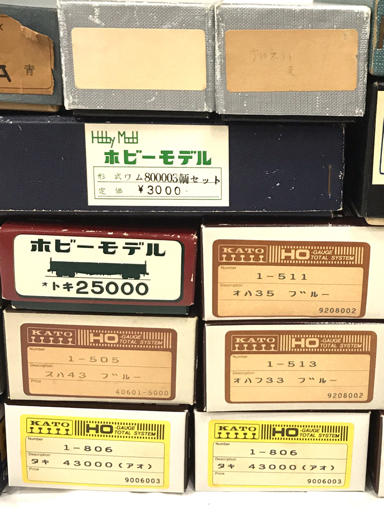 A 青
Hobby Model
ホビーモデル
形式ワム800003輌セット
定価 ¥3000
ホビーモデル
オトキ25000
KATO HO GAUGE TOTAL SYSTEM
Number
1-511
Description
オハ35 ブルー
9208002
KATO HO GAUGE TOTAL SYSTEM
Number
1-505
Description
スハ43 ブルー
Price
40601-5000
KATO HO GAUGE TOTAL SYSTEM
Number
1-513
Description
オハフ33 ブルー
9208002
KATO HO GAUGE TOTAL SYSTEM
Number
1-806
Description
タキ 43000(アオ)
Price
9006003
KATO HO GAUGE TOTAL SYSTEM
Number
1-806
Description
タキ 43000(アオ)
Price
9006003